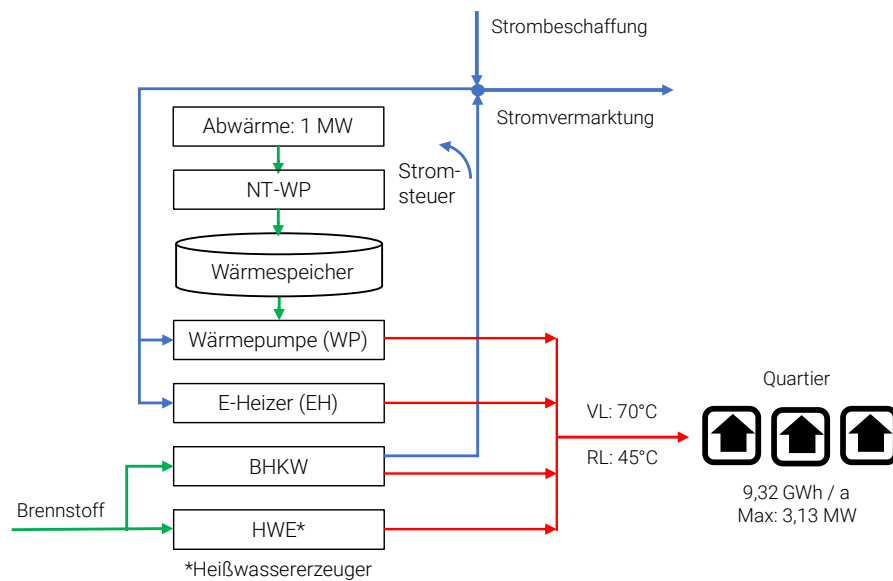 Strombeschaffung
Stromvermarktung
Abwärme: 1 MW
Strom-
steuer
NT-WP
Wärmespeicher
Wärmepumpe (WP)
E-Heizer (EH)
BHKW
Brennstoff
HWE*
*Heißwassererzeuger
VL: 70°C
RL: 45°C
Quartier
9,32 GWh / a
Max: 3,13 MW